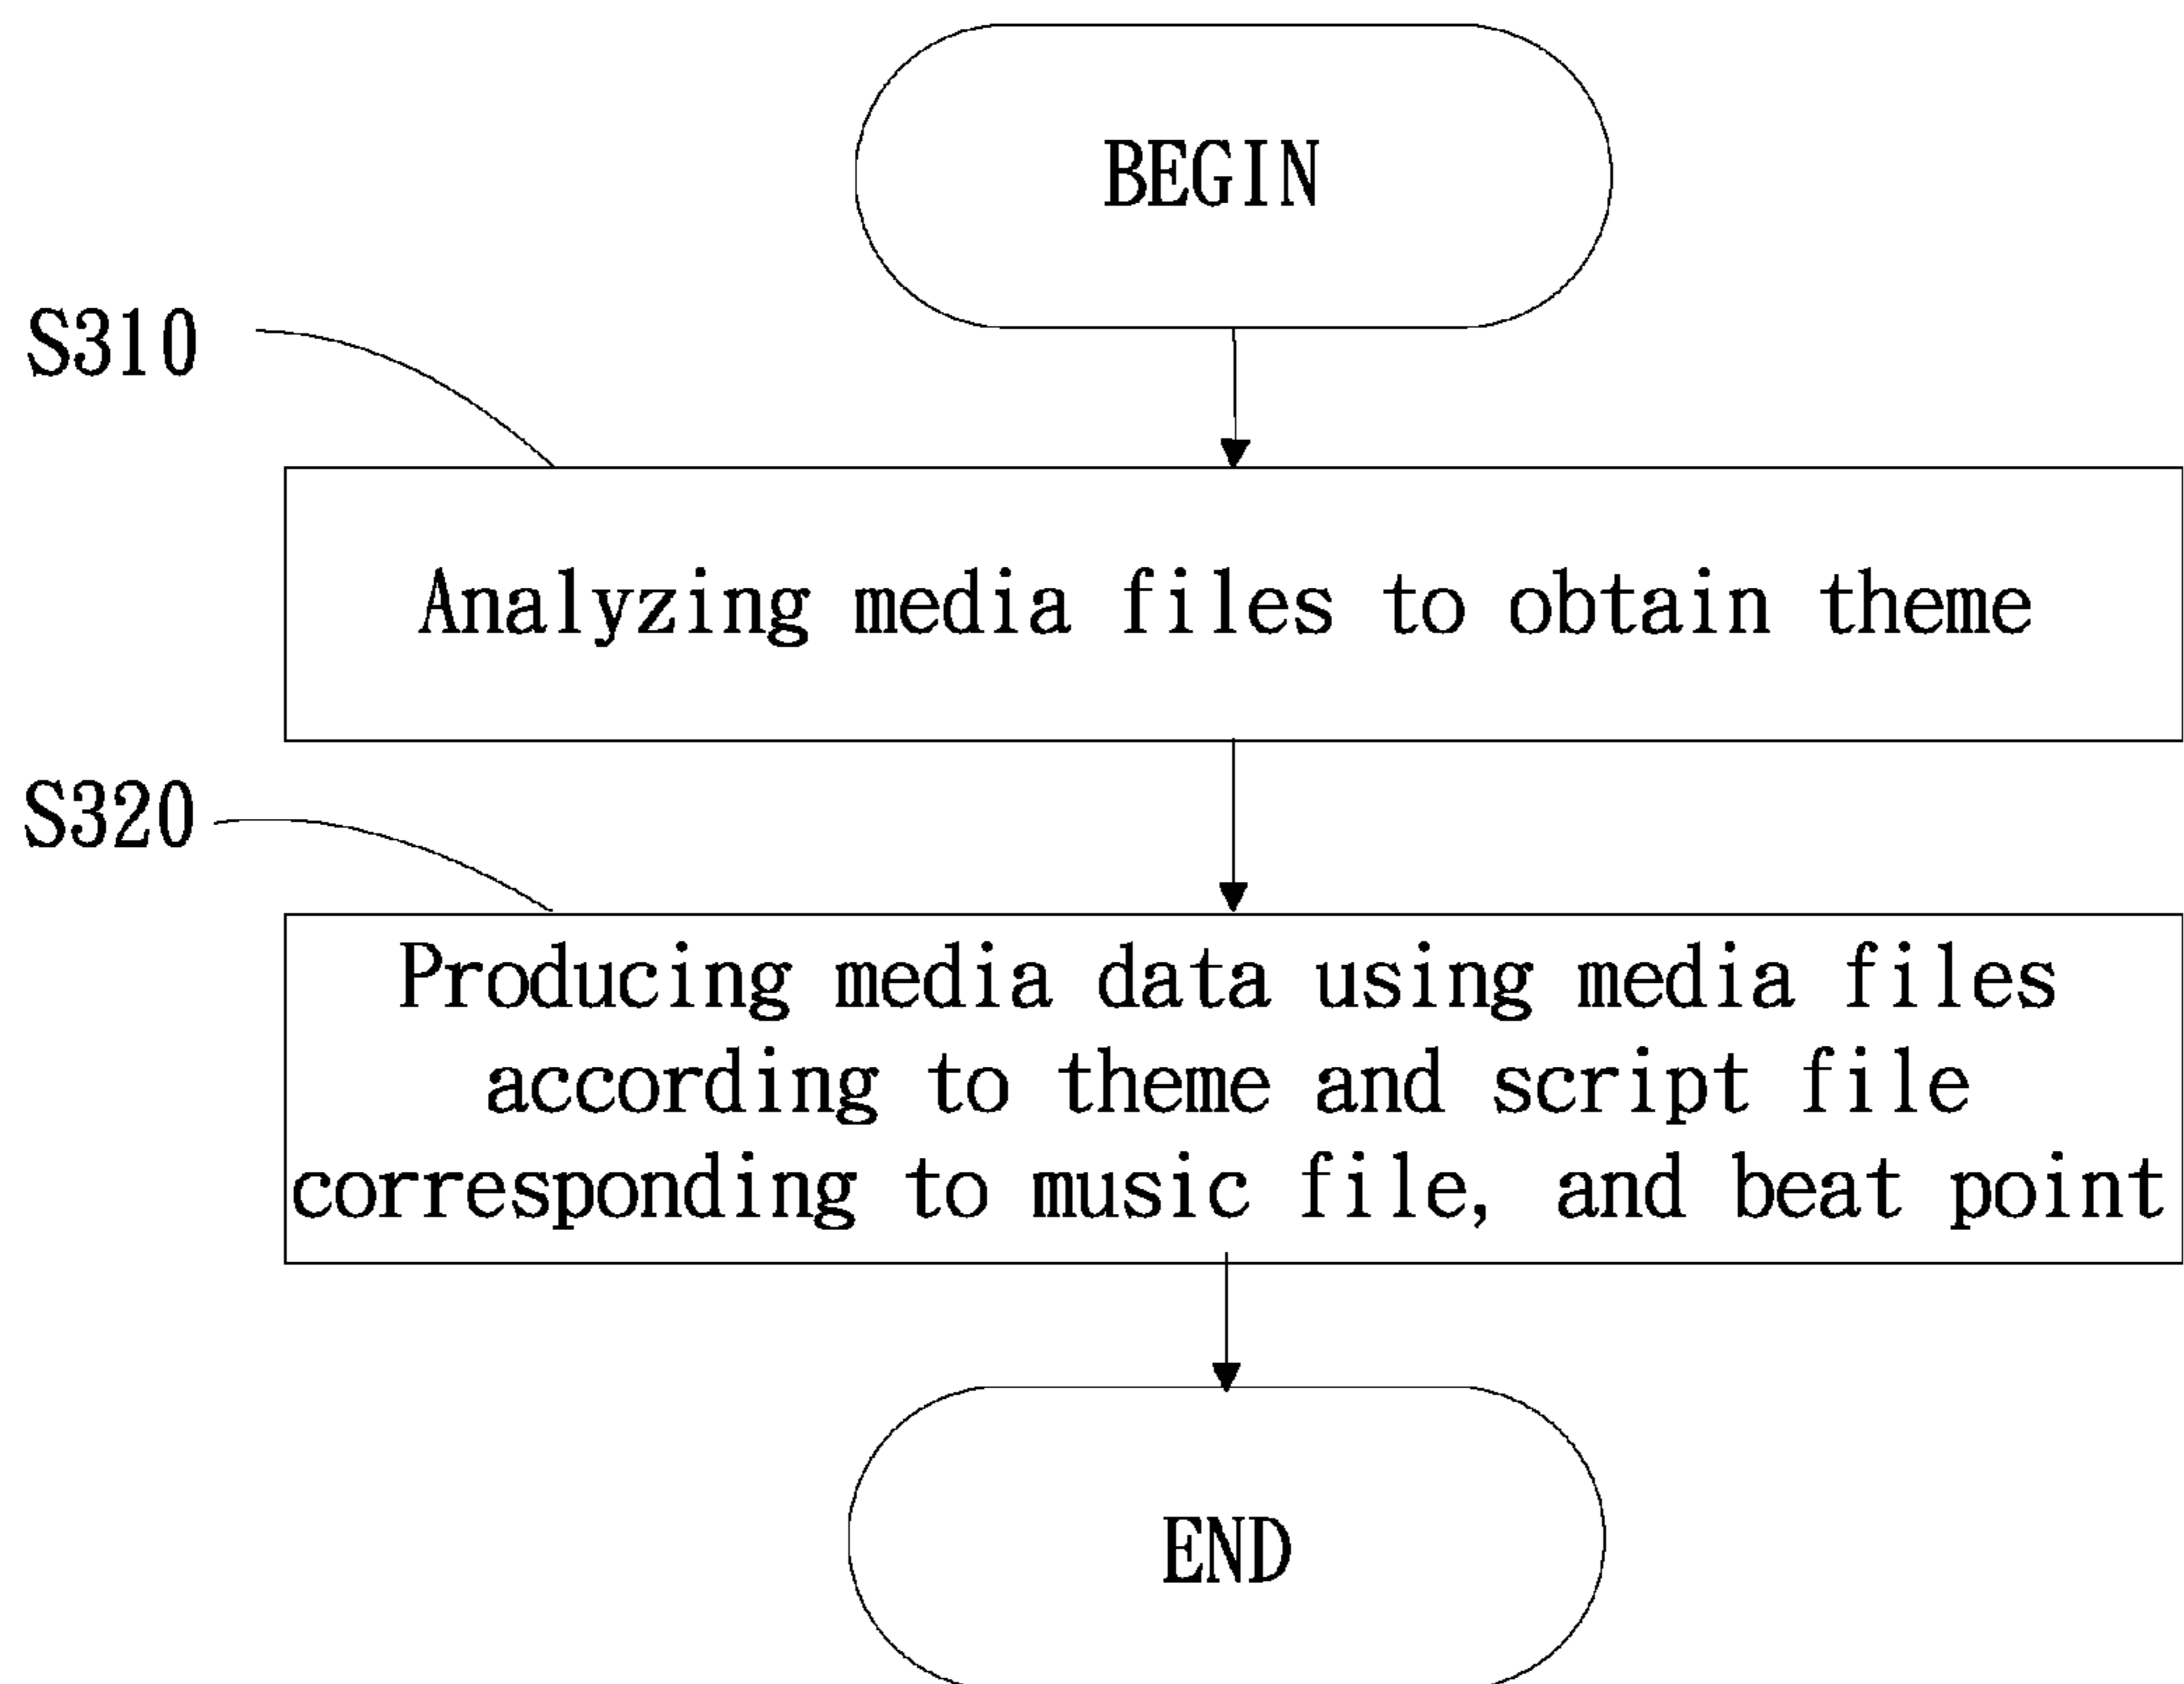 BEGIN
S310
Analyzing media files to obtain theme
S320
Producing media data using media files
according to theme and script file
corresponding to music file, and beat point
END